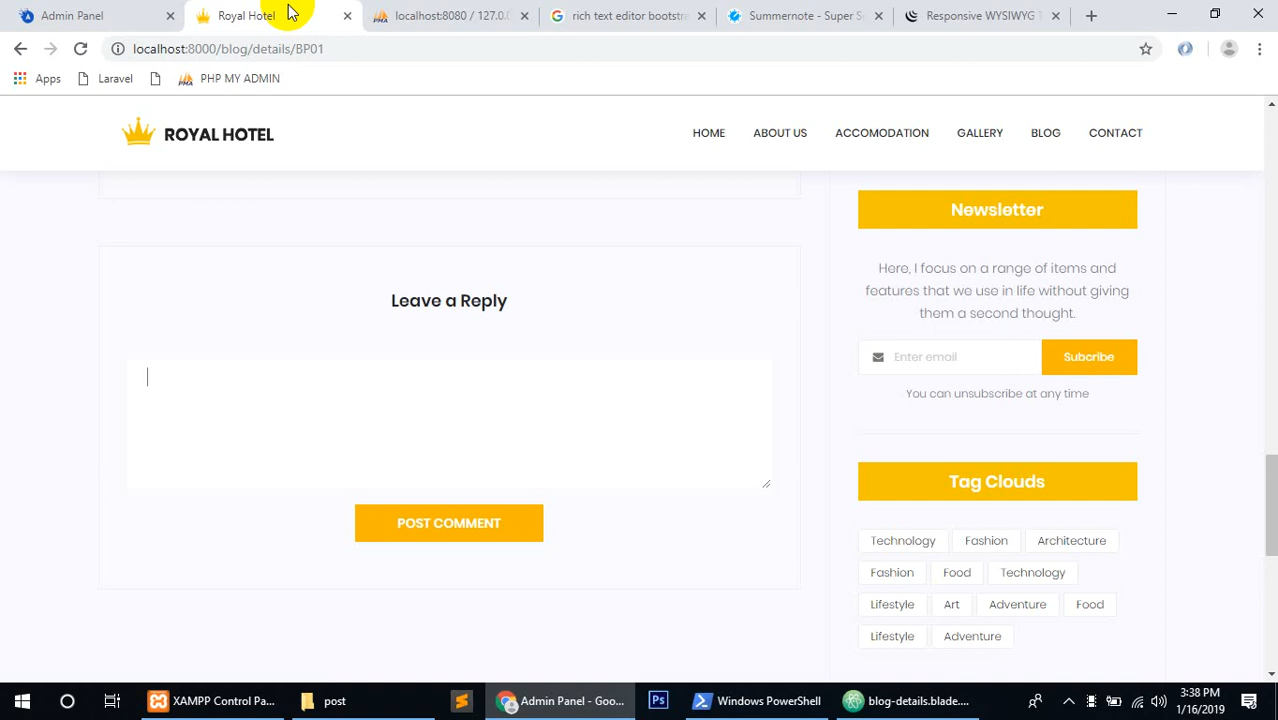 Admin Panel
Royal Hotel
localhost:8080 / 127.0.0
rich text editor bootstra
Summernote - Super S
Responsive WYSIWYG T
localhost:8000/blog/details/BP01
Apps
Laravel
PHP MY ADMIN
ROYAL HOTEL
HOME
ABOUT US
ACCOMODATION
GALLERY
BLOG
CONTACT
Leave a Reply
POST COMMENT
Newsletter
Here, I focus on a range of items and
features that we use in life without giving
them a second thought.
Enter email
Subcribe
You can unsubscribe at any time
Tag Clouds
Technology
Fashion
Architecture
Fashion
Food
Technology
Lifestyle
Art
Adventure
Food
Lifestyle
Adventure
XAMPP Control Pa...
post
Admin Panel - Goo...
Ps
Windows PowerShell
blog-details.blade....
3:38 PM
1/16/2019